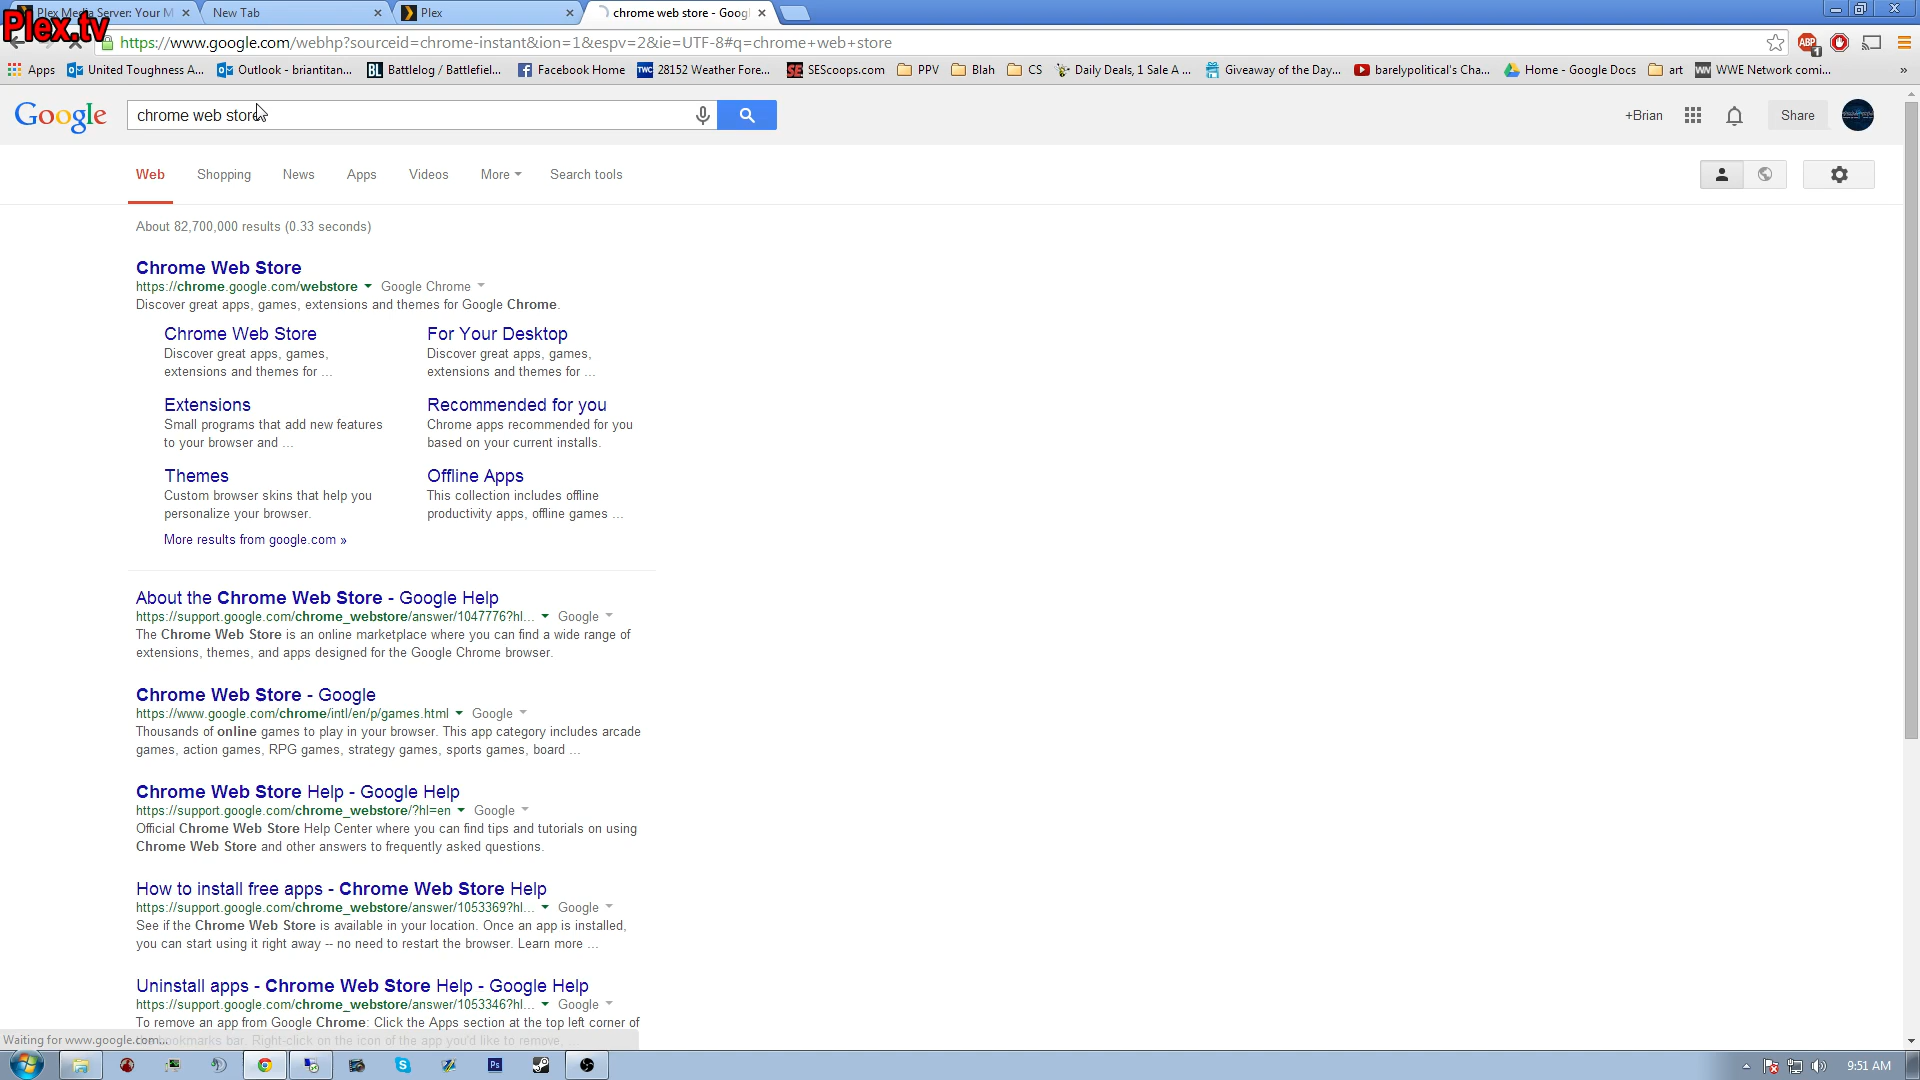 Plex Media Server: Your M
New Tab
Plex
chrome web store - Goog
Plex.tv
https://www.google.com/webhp?sourceid=chrome-instant&ion=1&espv=2&ie=UTF-8#q=chrome+web+store
ABP
1
Apps
United Toughness A...
Outlook - briantitan...
BL
Battlelog / Battlefiel...
Facebook Home
TWC
28152 Weather Fore...
SE
SEScoops.com
PPV
Blah
CS
Daily Deals, 1 Sale A ...
Giveaway of the Day...
barelypolitical's Cha...
Home - Google Docs
art
WN
WWE Network comi...
»
Google
chrome web store
+Brian
Share
Web
Shopping
News
Apps
Videos
More
Search tools
About 82,700,000 results (0.33 seconds)
Chrome Web Store
https://chrome.google.com/webstore Google Chrome
Discover great apps, games, extensions and themes for Google Chrome.
Chrome Web Store
Discover great apps, games,
extensions and themes for ...
For Your Desktop
Discover great apps, games,
extensions and themes for ...
Extensions
Small programs that add new features
to your browser and ...
Recommended for you
Chrome apps recommended for you
based on your current installs.
Themes
Custom browser skins that help you
personalize your browser.
Offline Apps
This collection includes offline
productivity apps, offline games ...
More results from google.com »
About the Chrome Web Store - Google Help
https://support.google.com/chrome_webstore/answer/1047776?hl... Google
The Chrome Web Store is an online marketplace where you can find a wide range of
extensions, themes, and apps designed for the Google Chrome browser.
Chrome Web Store - Google
https://www.google.com/chrome/intl/en/p/games.html Google
Thousands of online games to play in your browser. This app category includes arcade
games, action games, RPG games, strategy games, sports games, board ...
Chrome Web Store Help - Google Help
https://support.google.com/chrome_webstore/?hl=en Google
Official Chrome Web Store Help Center where you can find tips and tutorials on using
Chrome Web Store and other answers to frequently asked questions.
How to install free apps - Chrome Web Store Help
https://support.google.com/chrome_webstore/answer/1053369?hl... Google
See if the Chrome Web Store is available in your location. Once an app is installed,
you can start using it right away -- no need to restart the browser. Learn more ...
Uninstall apps - Chrome Web Store Help - Google Help
https://support.google.com/chrome_webstore/answer/1053346?hl... Google
To remove an app from Google Chrome: Click the Apps section at the top left corner of
Waiting for www.google.com...
bookmarks bar. Right-click on the icon of the app you'd like to remove,
Ps
9:51 AM